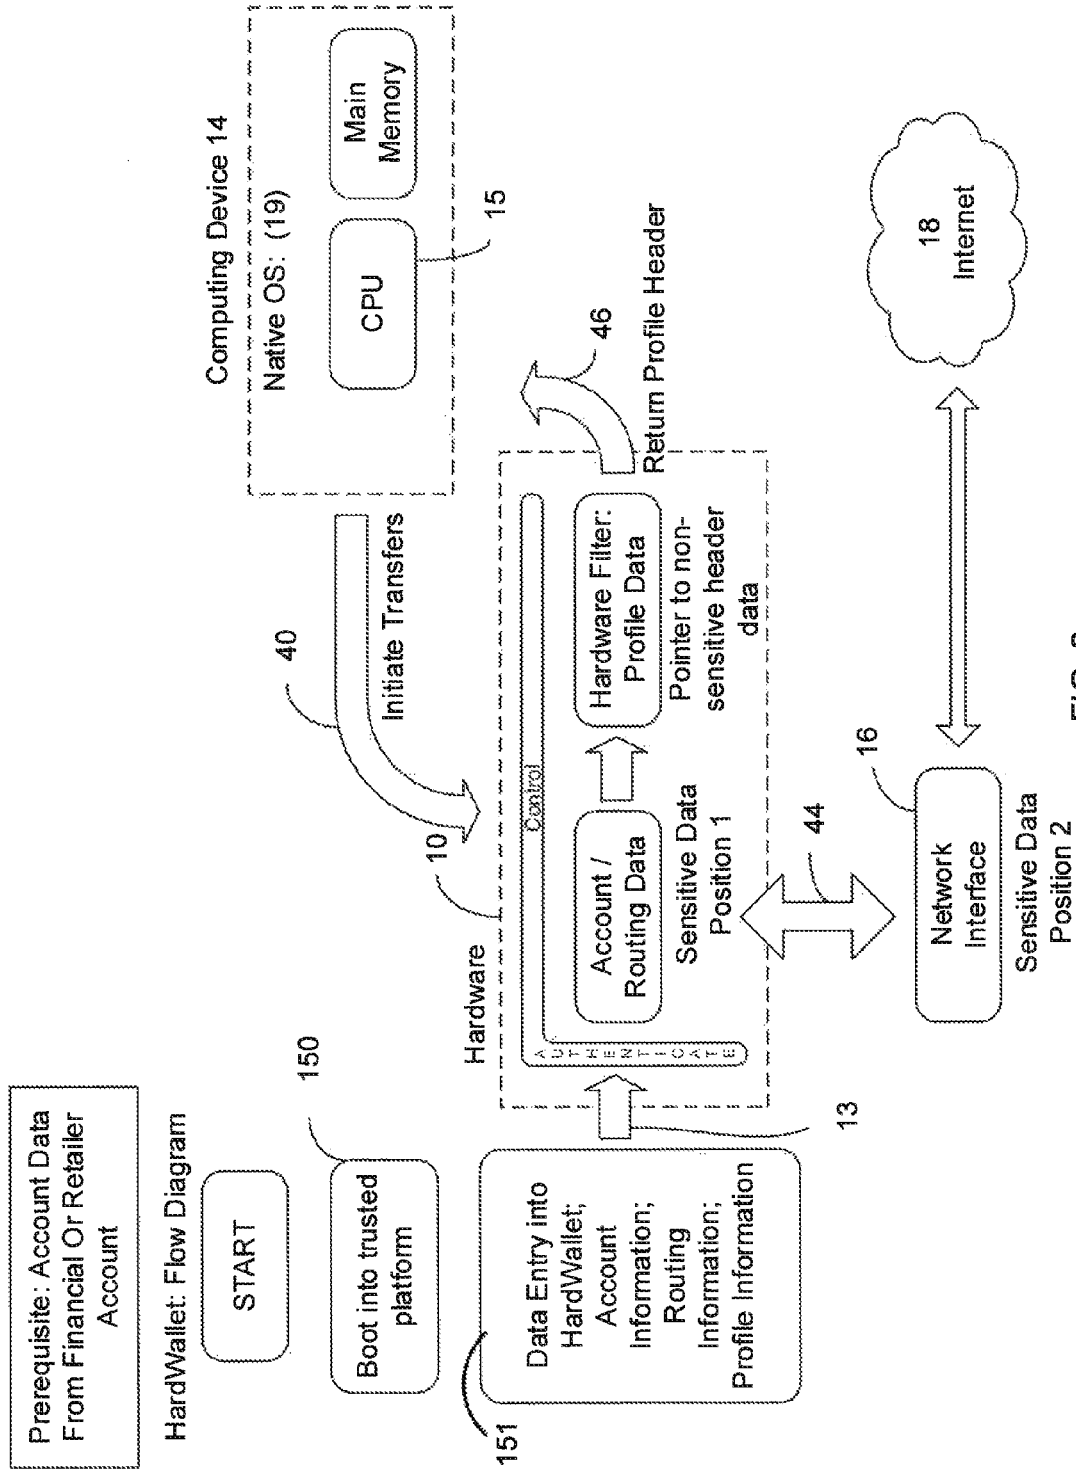 Prerequisite: Account Data
From Financial Or Retailer
Account
HardWallet: Flow Diagram
START
150
Boot into trusted
platform
151
Data Entry into
HardWallet;
Account
Information;
Routing
Information;
Profile Information
13
Hardware
10
AUTHENTICATE
Control
Account /
Routing Data
Sensitive Data
Position 1
Hardware Filter:
Profile Data
Pointer to non-
sensitive header
data
40
Initiate Transfers
Computing Device 14
Native OS: (19)
CPU
Main
Memory
15
46
Return Profile Header
44
16
Network
Interface
Sensitive Data
Position 2
18
Internet